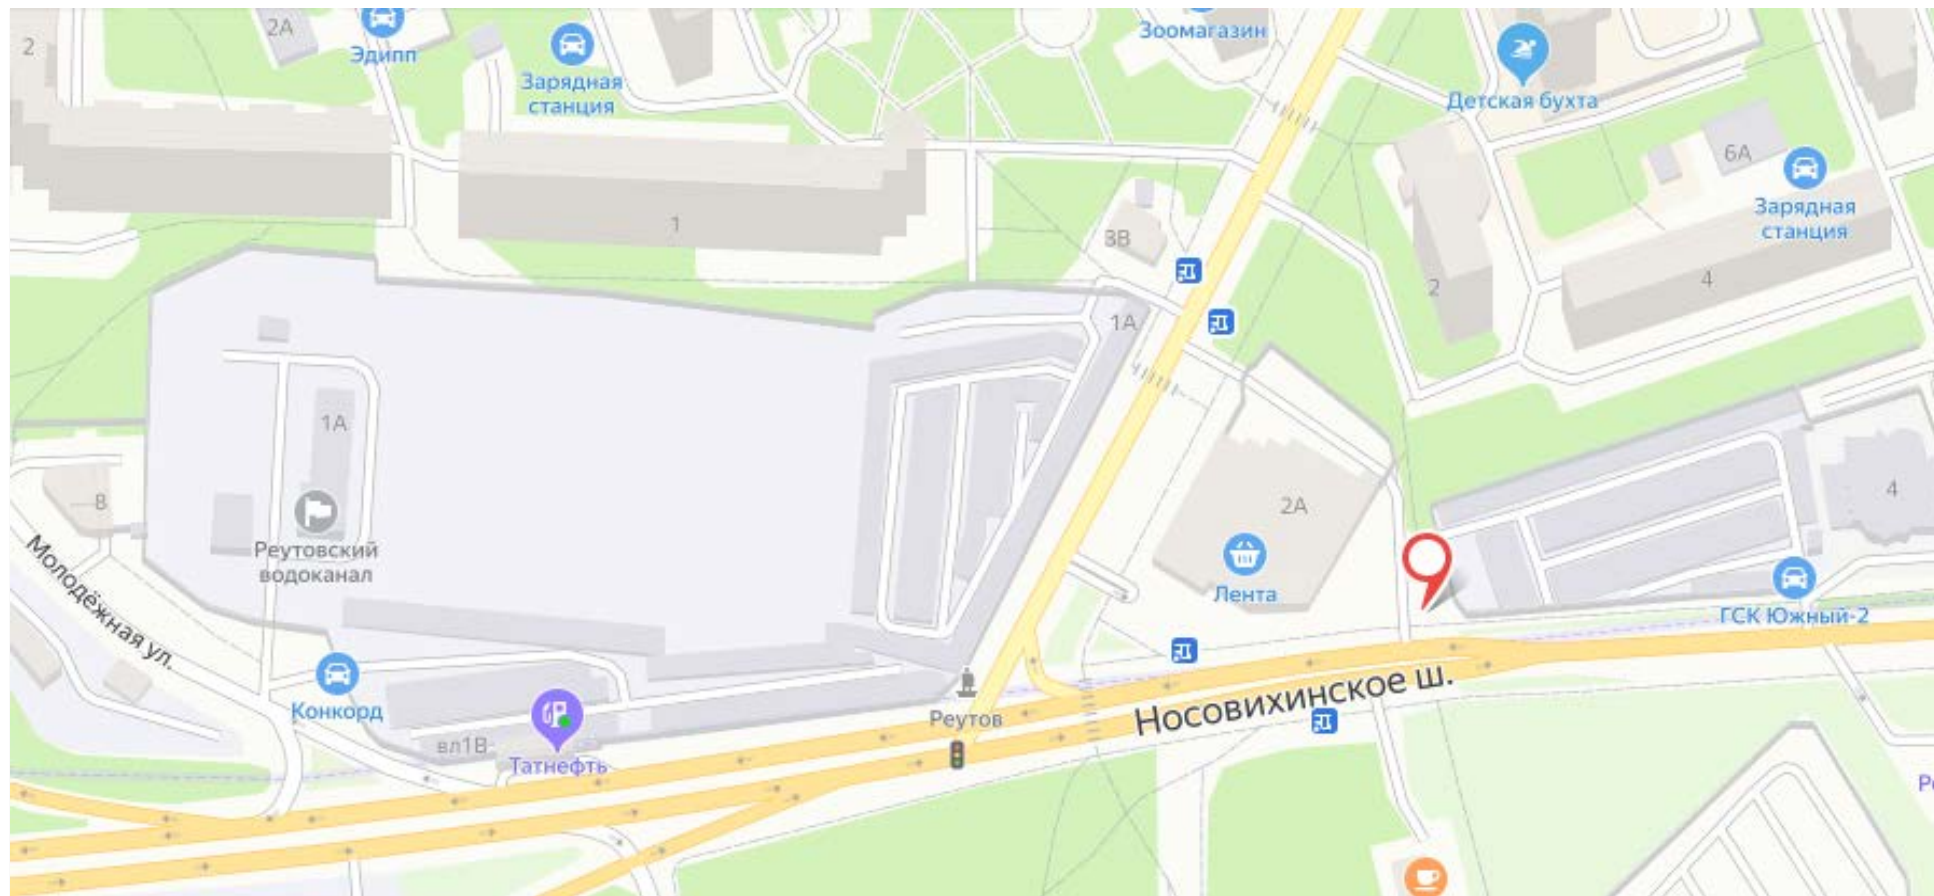 2
2А
Эдипп
Зарядная
станция
Зоомагазин
Детская бухта
6А
Зарядная
станция
1
3В
2
4
1А
1А
8
2А
4
Реутовский
водоканал
Лента
Молодёжная ул.
ГСК Южный-2
Конкорд
вл1В
Татнефть
Реутов
Носовихинское ш.